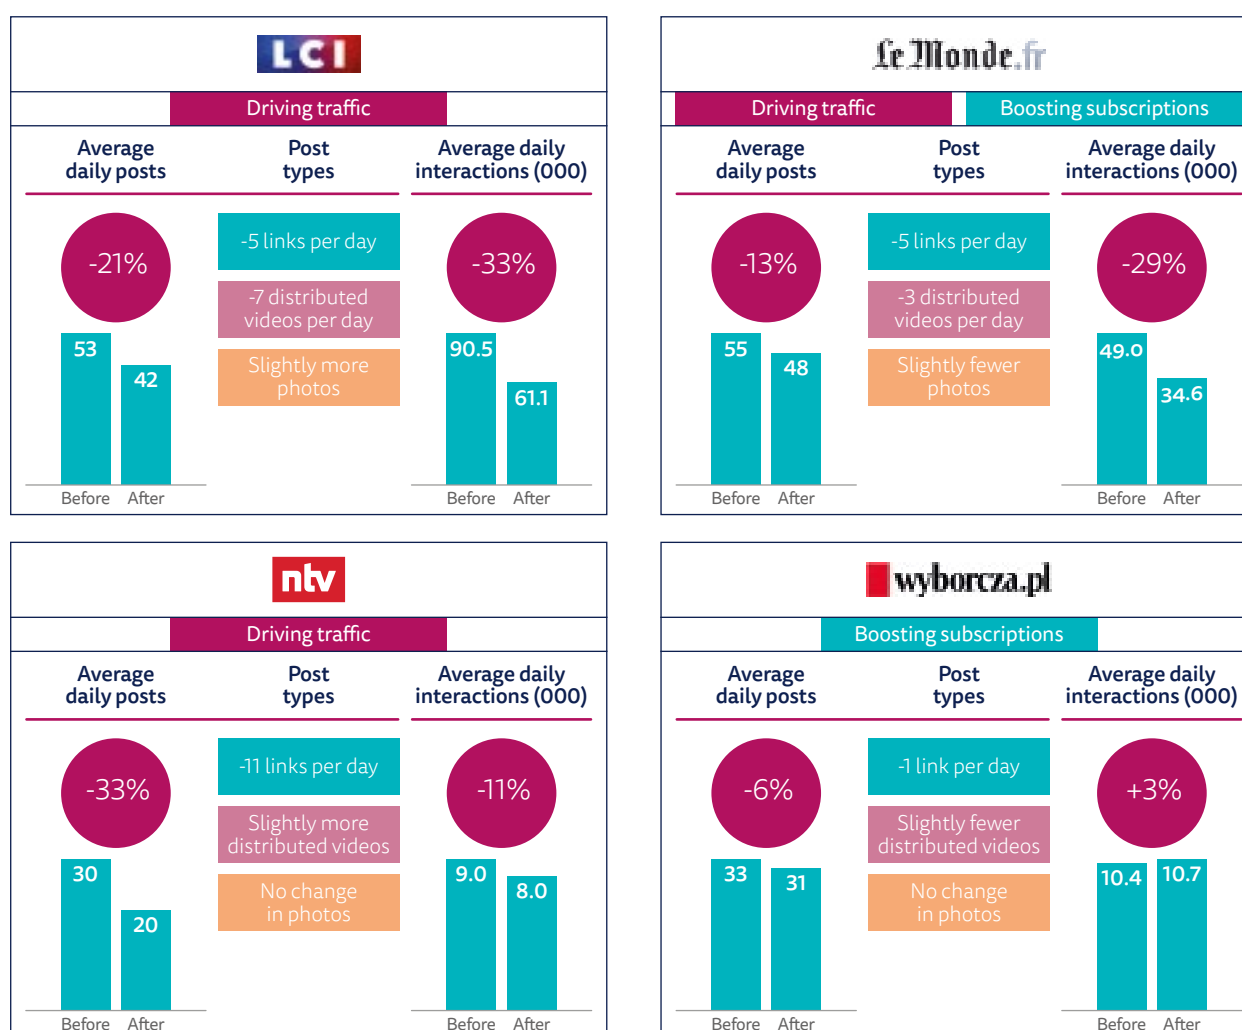 LCI
Driving traffic
Average
daily posts
Post
types
Average daily
interactions (000)
-21%
-5 links per day
-33%
-7 distributed
videos per day
53
42
Slightly more
photos
90.5
61.1
Before After
Before After
Le Monde.fr
Driving traffic
Boosting subscriptions
Average
daily posts
Post
types
Average daily
interactions (000)
-13%
-5 links per day
-29%
-3 distributed
videos per day
55
48
Slightly fewer
photos
49.0
34.6
Before After
Before After
ntv
Driving traffic
Average
daily posts
Post
types
Average daily
interactions (000)
-33%
-11 links per day
-11%
Slightly more
distributed videos
30
20
No change
in photos
9.0
8.0
Before After
Before After
wyborcza.pl
Boosting subscriptions
Average
daily posts
Post
types
Average daily
interactions (000)
-6%
-1 link per day
+3%
Slightly fewer
distributed videos
33
31
No change
in photos
10.4
10.7
Before After
Before After